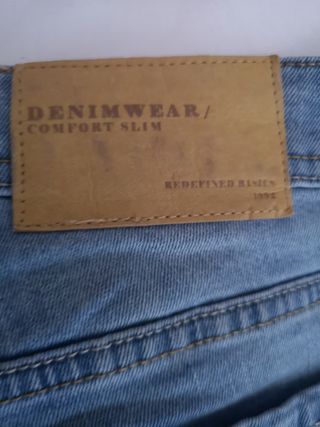 DENIMWEAR/
COMFORT SLIM
REDEFINED BASICS